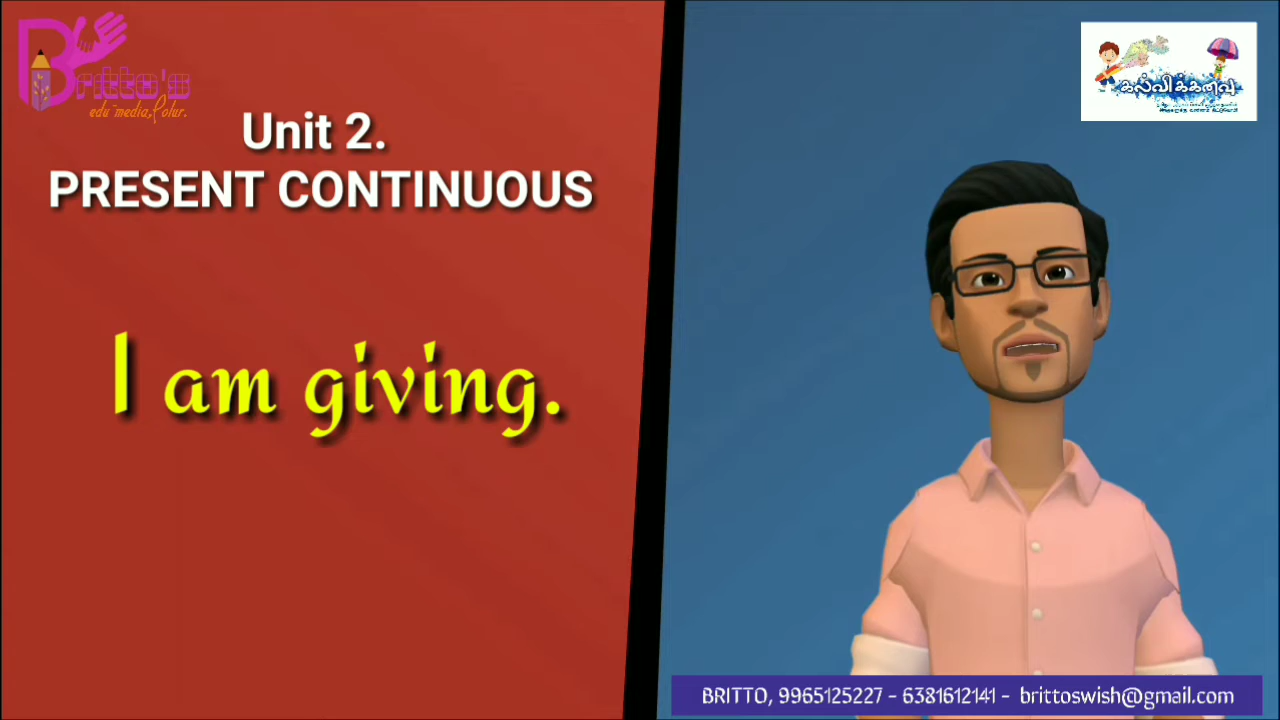 Britto's
edu-media, Polur.
Unit 2.
PRESENT CONTINUOUS
I am giving.
கல்விக்கனவு
BRITTO, 9965125227 - 6381612141 - brittoswish@gmail.com